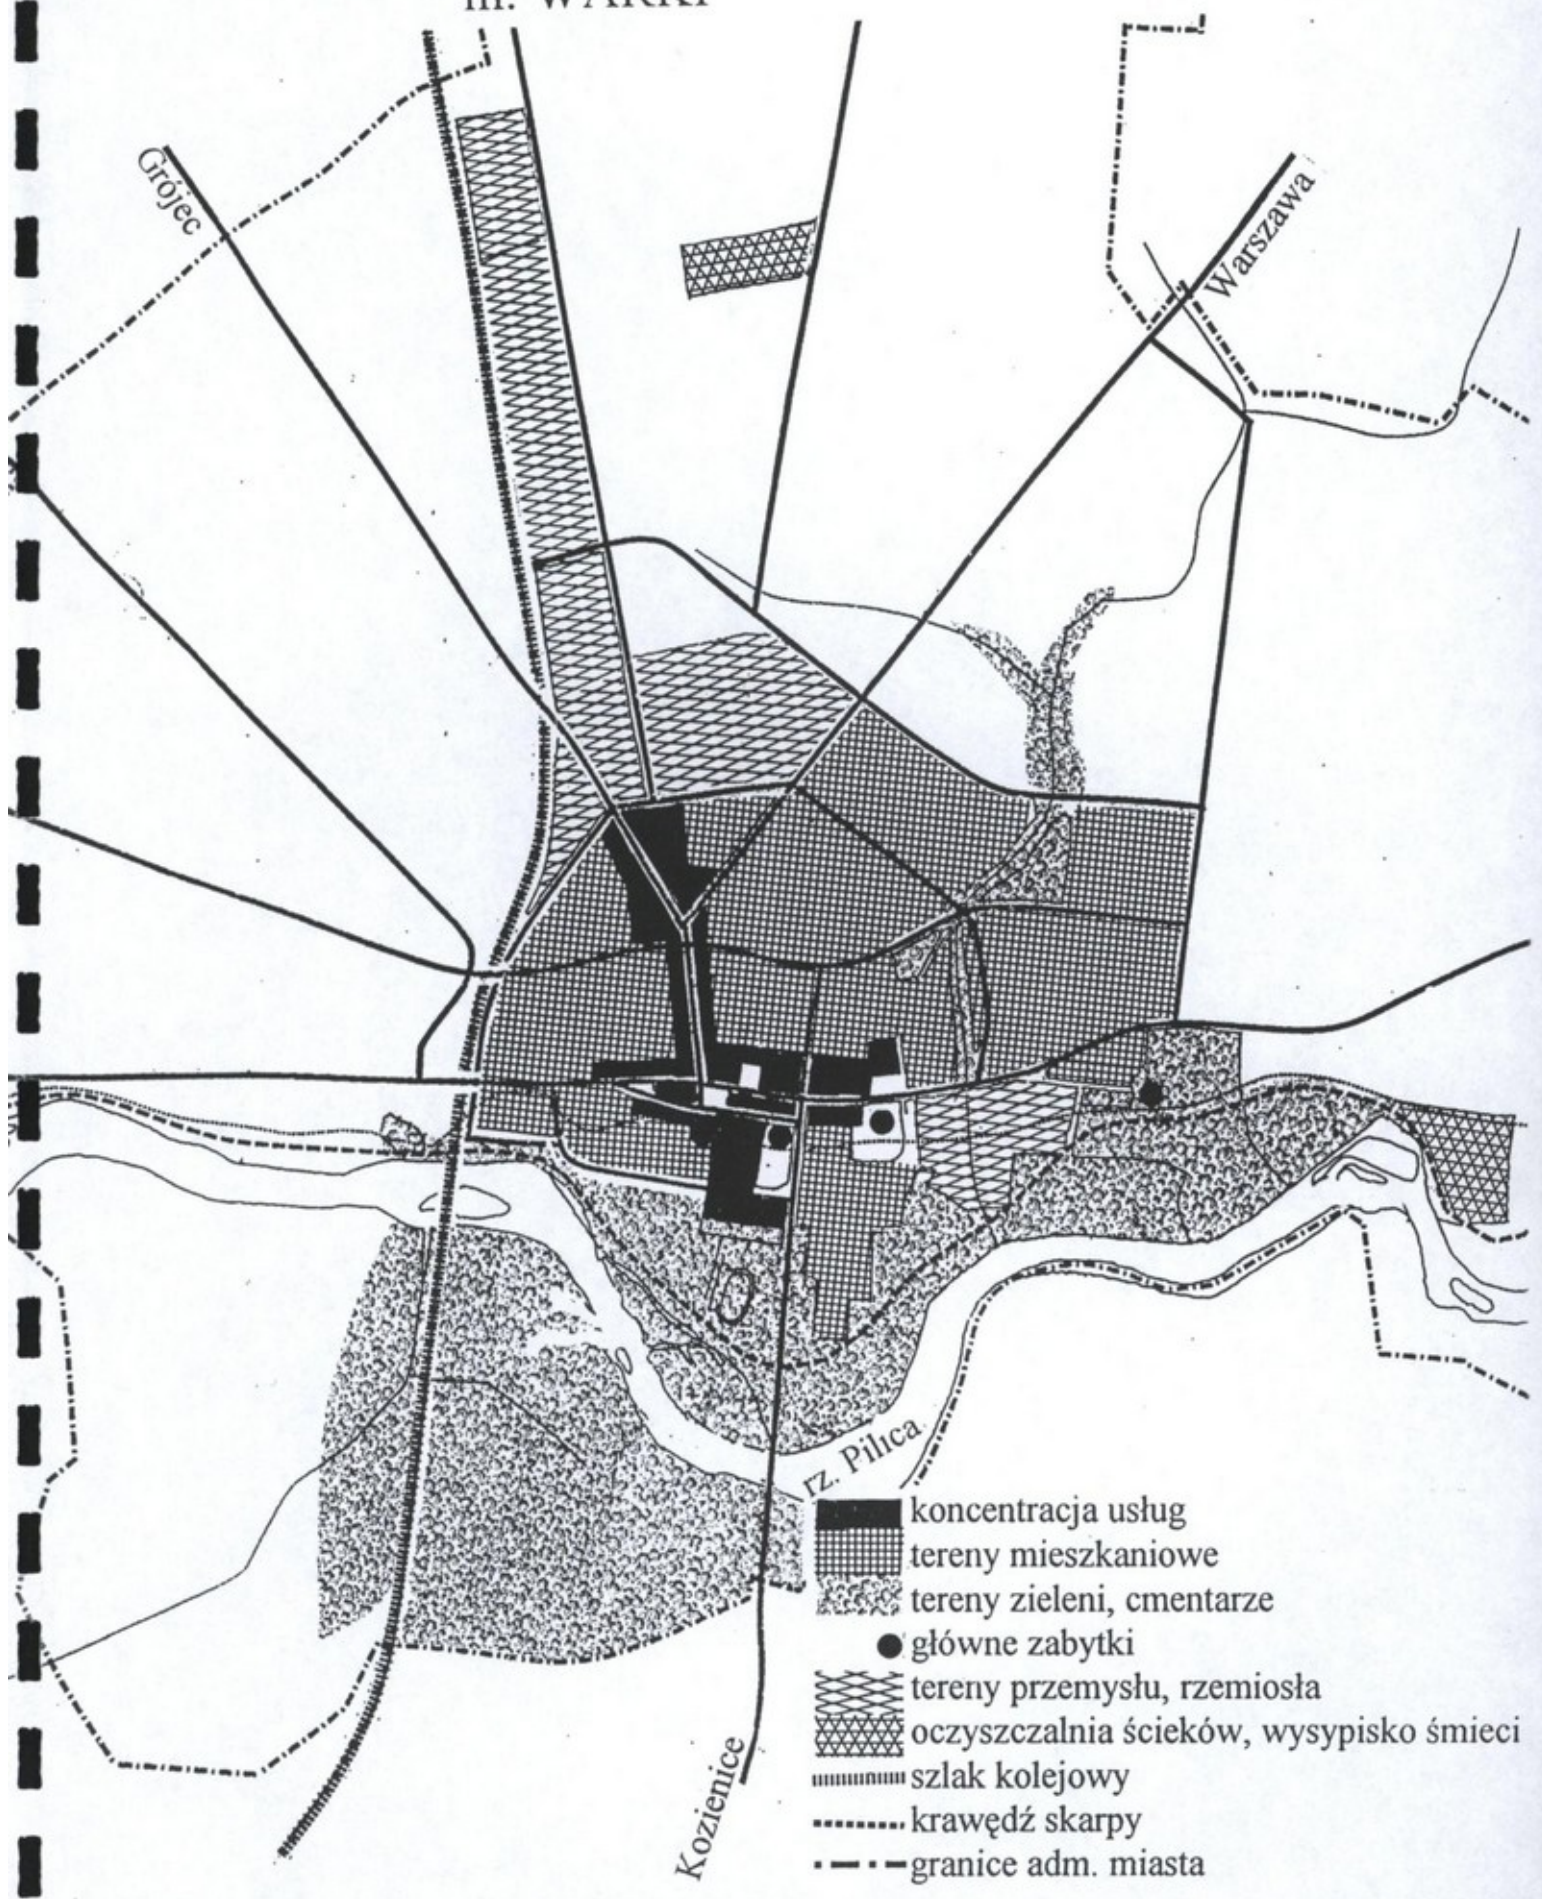 m. WARKI
Grójec
Warszawa
rz. Pilica
koncentracja usług
tereny mieszkaniowe
tereny zieleni, cmentarze
główne zabytki
tereny przemysłu, rzemiosła
oczyszczalnia ścieków, wysypisko śmieci
szlak kolejowy
krawędź skarpy
granice adm. miasta
Kozienice